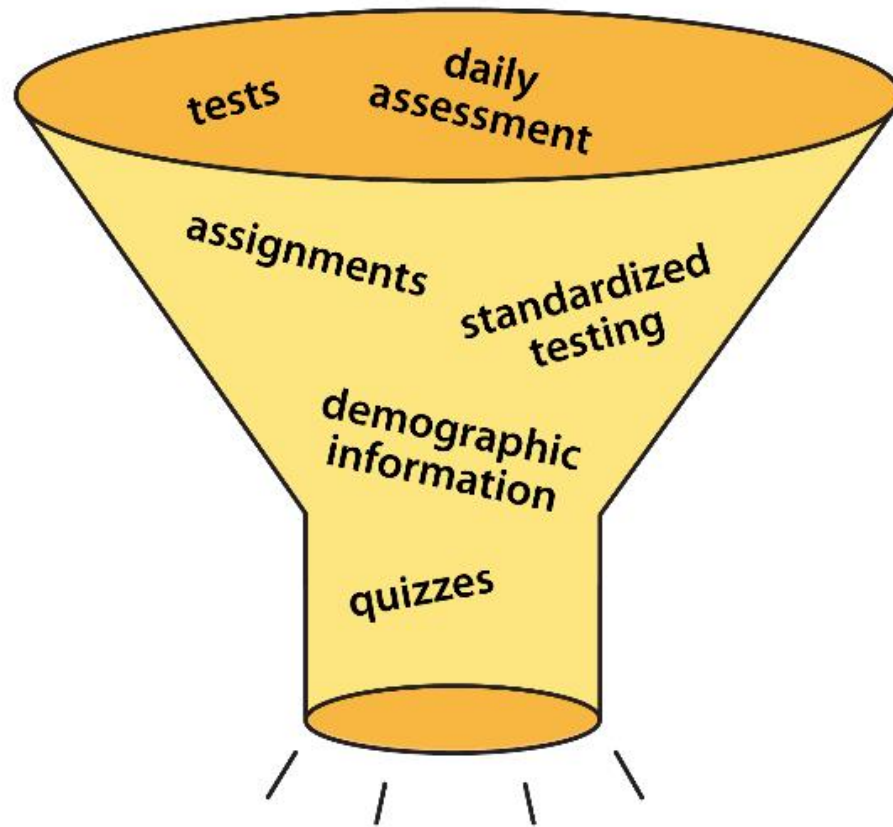 tests
daily
assessment
assignments
standardized
testing
demographic
information
quizzes